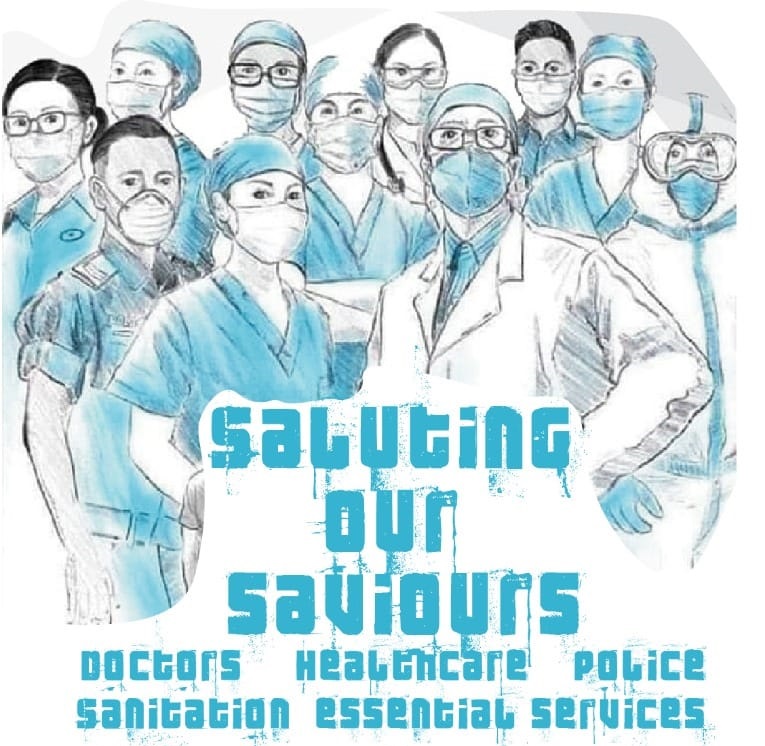 Saluting
our
saviours
Doctors Healthcare Police
Sanitation essential services